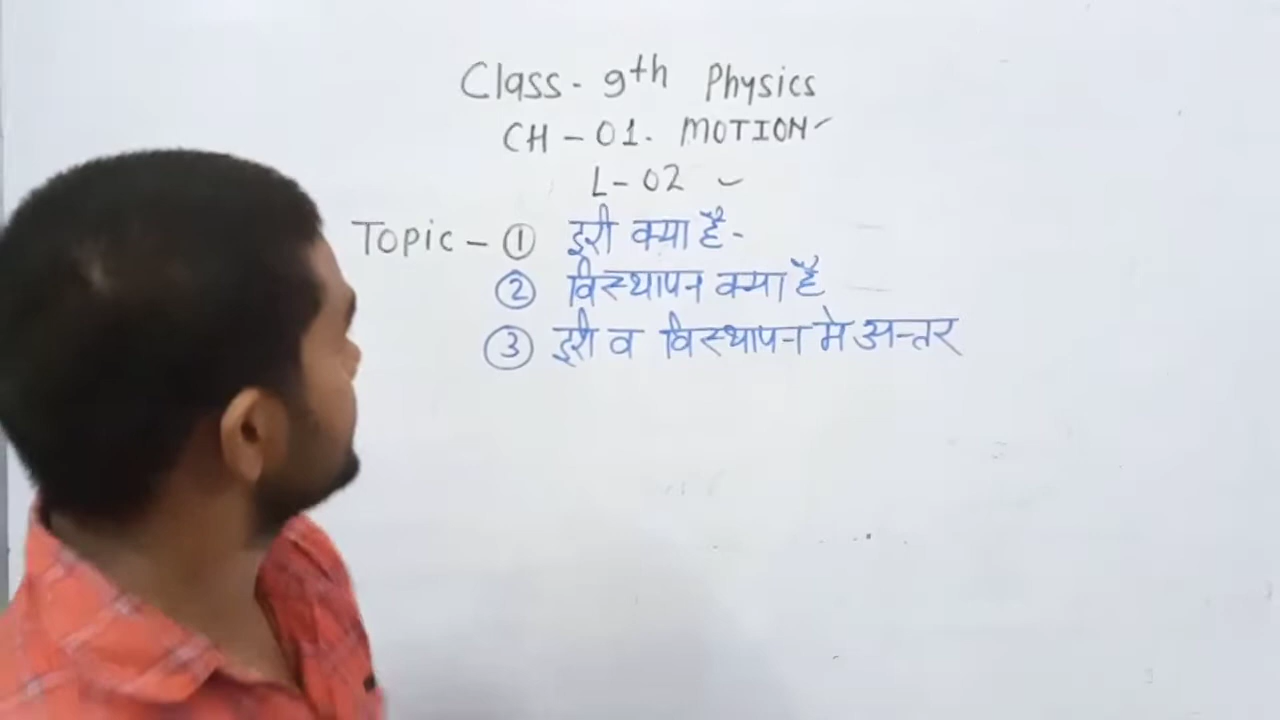 Class - 9th Physics
CH - 01. MOTION
L - 02
Topic - ① दूरी क्या है -
② विस्थापन क्या है
③ दूरी व विस्थापन मे अन्तर